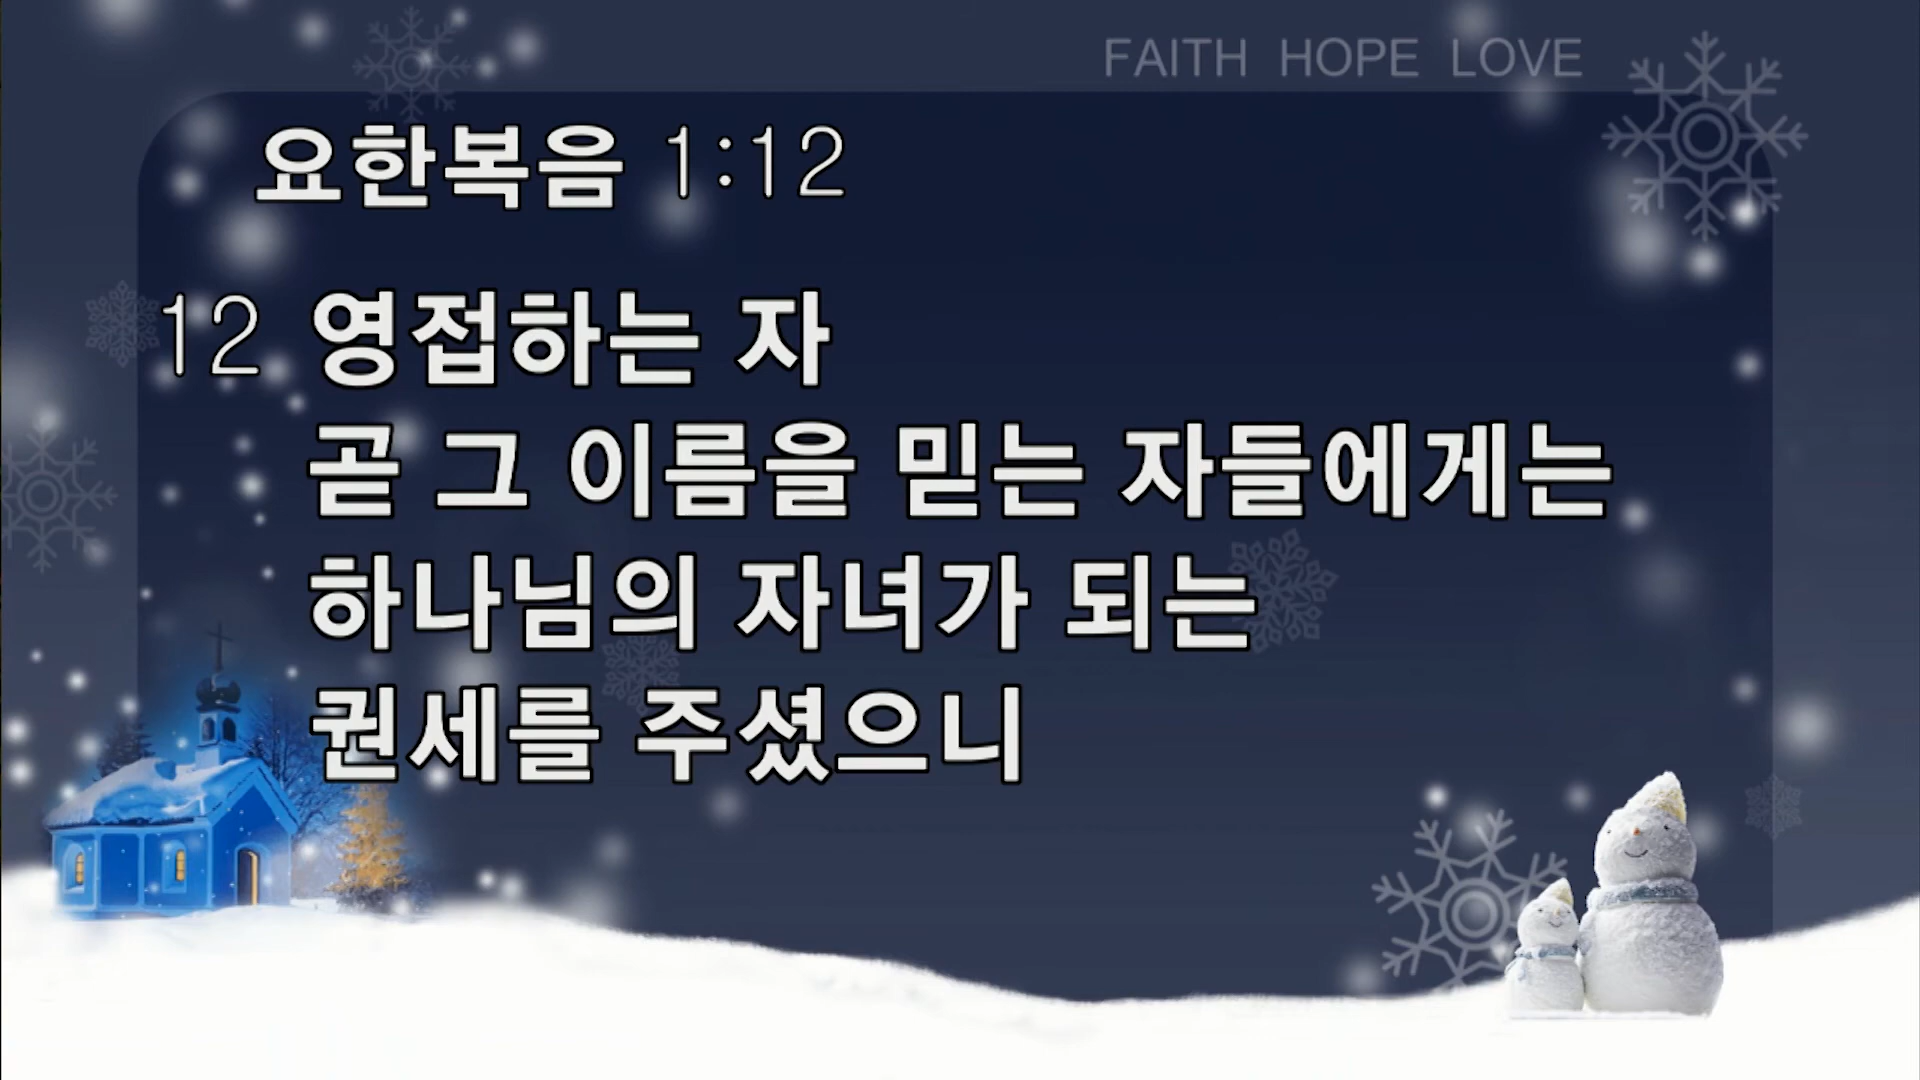 FAITH HOPE LOVE
요한복음 1:12
12 영접하는 자
곧 그 이름을 믿는 자들에게는
하나님의 자녀가 되는
권세를 주셨으니